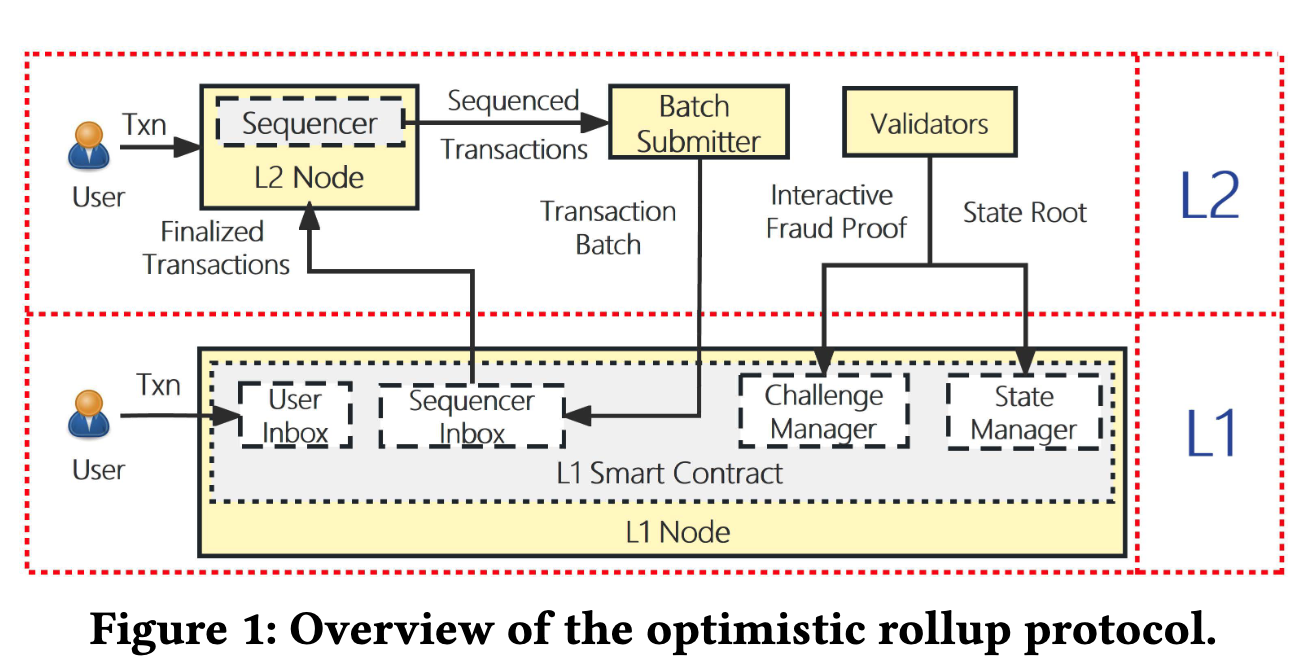 Txn
User
Sequencer
L2 Node
Sequenced
Transactions
Batch
Submitter
Validators
L2
Finalized
Transactions
Transaction
Batch
Interactive
Fraud Proof
State Root
Txn
User
User
Inbox
Sequencer
Inbox
Challenge
Manager
State
Manager
L1 Smart Contract
L1 Node
L1
Figure 1: Overview of the optimistic rollup protocol.